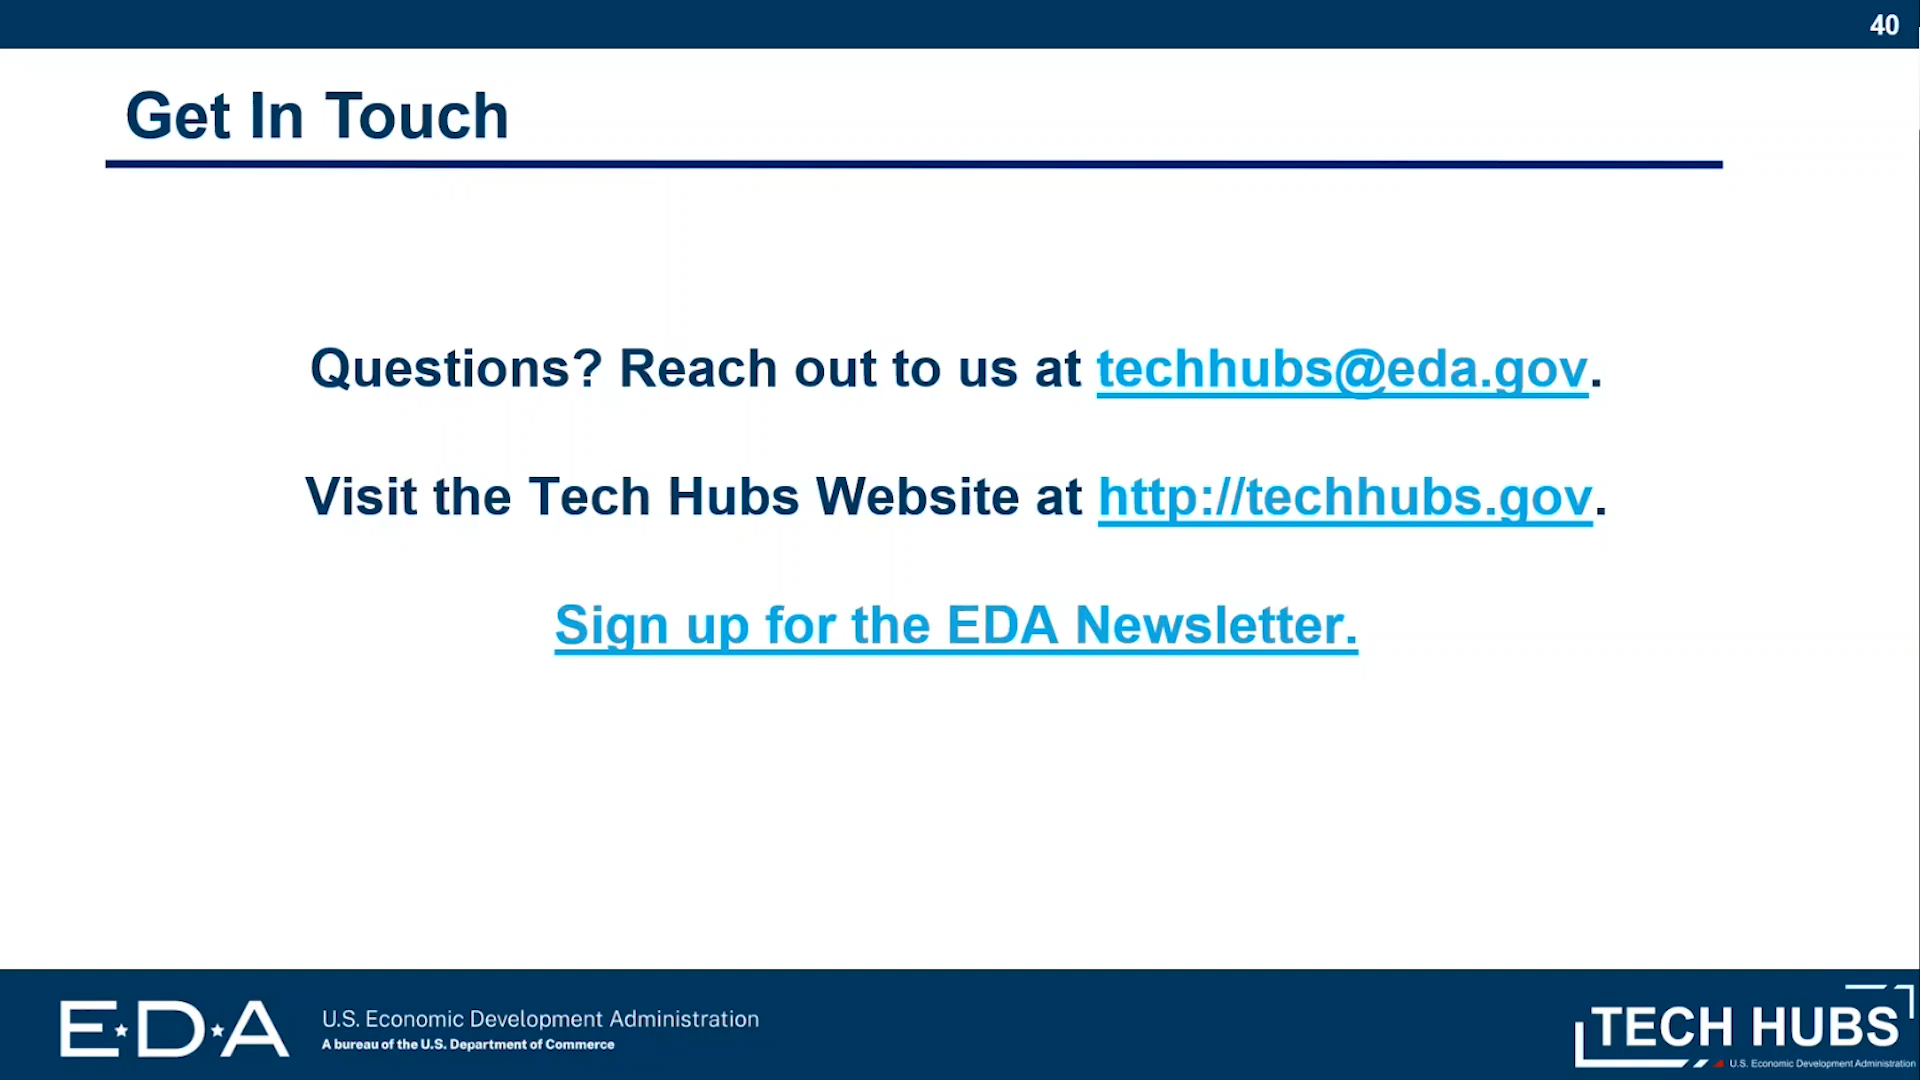 40
Get In Touch
Questions? Reach out to us at techhubs@eda.gov.
Visit the Tech Hubs Website at http://techhubs.gov.
Sign up for the EDA Newsletter.
E★D★A
U.S. Economic Development Administration
A bureau of the U.S. Department of Commerce
TECH HUBS
U.S. Economic Development Administration